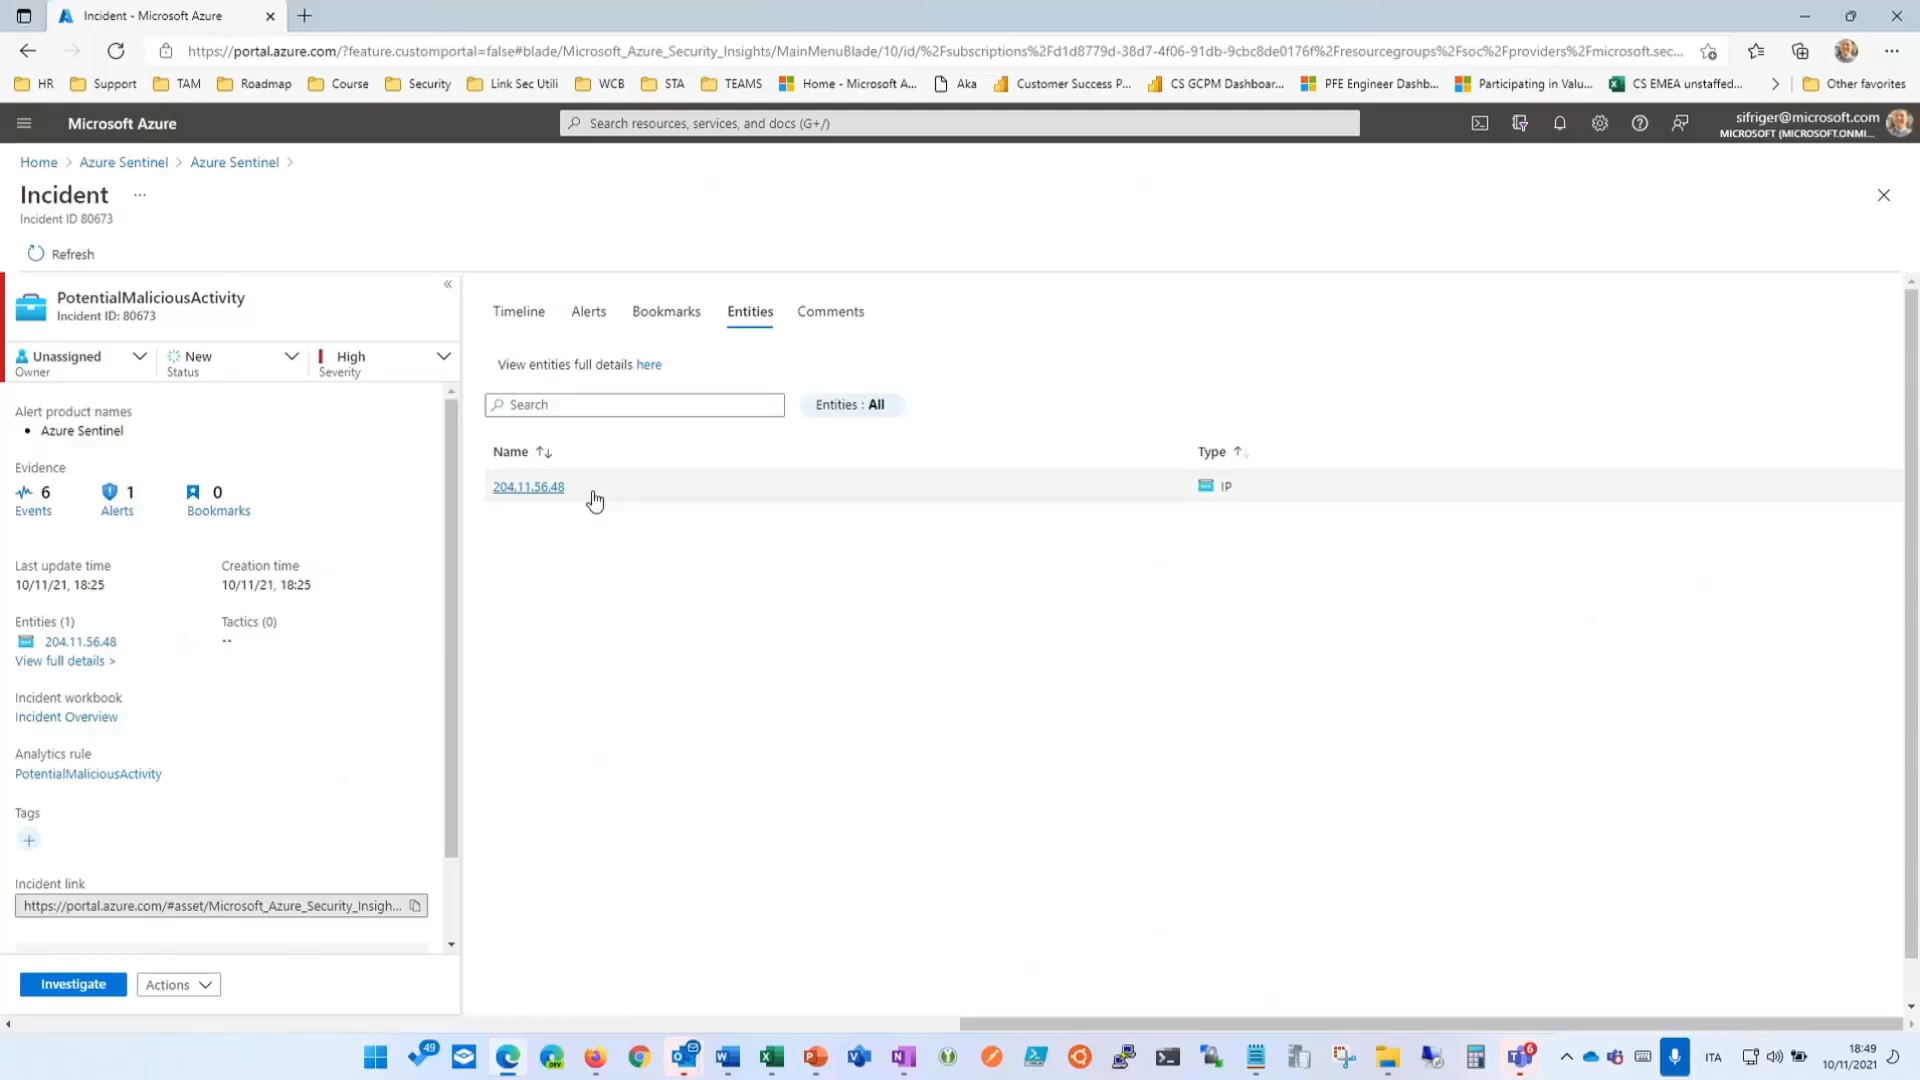 Incident - Microsoft Azure
https://portal.azure.com/?feature.customportal=false#blade/Microsoft_Azure_Security_Insights/MainMenuBlade/10/id/%2Fsubscriptions%2Fd1d8779d-38d7-4f06-91db-9cbc8de0176f%2Fresourcegroups%2Fsoc%2Fproviders%2Fmicrosoft.sec...
HR Support TAM Roadmap Course Security Link Sec Utili WCB STA TEAMS Home - Microsoft A... Aka Customer Success P... CS GCPM Dashboar... PFE Engineer Dashb... Participating in Valu... CS EMEA unstaffed... Other favorites
Microsoft Azure
Search resources, services, and docs (G+/)
sifriger@microsoft.com
MICROSOFT (MICROSOFT.ONMI...
Home > Azure Sentinel > Azure Sentinel >
Incident ...
Incident ID 80673
Refresh
PotentialMaliciousActivity
Incident ID: 80673
Unassigned New High
Owner Status Severity
Alert product names
• Azure Sentinel
Evidence
6 1 0
Events Alerts Bookmarks
Last update time Creation time
10/11/21, 18:25 10/11/21, 18:25
Entities (1) Tactics (0)
204.11.56.48 --
View full details >
Incident workbook
Incident Overview
Analytics rule
PotentialMaliciousActivity
Tags
Incident link
https://portal.azure.com/#asset/Microsoft_Azure_Security_Insigh...
Investigate Actions
Timeline Alerts Bookmarks Entities Comments
View entities full details here
Search Entities : All
Name Type
204.11.56.48 IP
49
DEV
6
ITA
18:49
10/11/2021